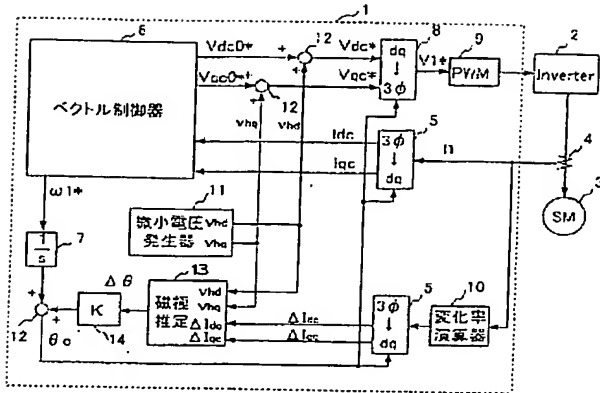 1
6
Vdc0*
+
12
Vdc*
8
9
2
Vqc0*
+
12
Vqc*
dq
↓
3φ
V1*
PWM
Inverter
vhq
vhd
ベクトル制御器
Idc
Iqc
5
3φ
↓
dq
I1
4
3
SM
ω1*
11
微小電圧
発生器
vhd
vhq
7
1
s
Δθ
13
磁極
推定
vhd
vhq
ΔIdc
ΔIqc
5
3φ
↓
dq
10
変化率
演算器
+
+
12
K
14
θc
ΔIdc
ΔIqc